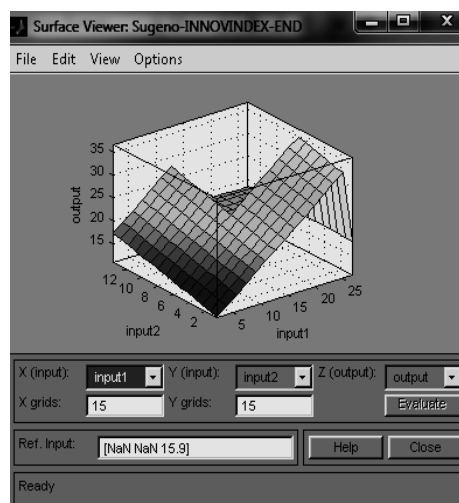 Surface Viewer: Sugeno-INNOVINDEX-END
File Edit View Options
35
30
25
20
15
output
12 10 8 6 4 2
input2
5 10 15 20 25
input1
X (input): input1 Y (input): input2 Z (output): output
X grids: 15 Y grids: 15 Evaluate
Ref. Input: [NaN NaN 15.9] Help Close
Ready